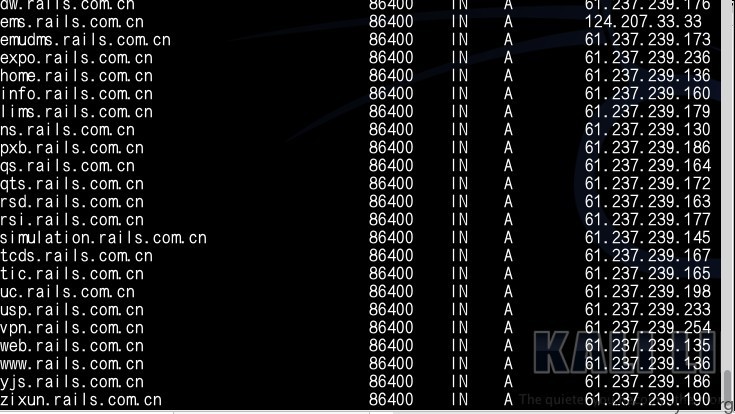 dw.rails.com.cn 86400 IN A 61.237.239.176
ems.rails.com.cn 86400 IN A 124.207.33.33
emudms.rails.com.cn 86400 IN A 61.237.239.173
expo.rails.com.cn 86400 IN A 61.237.239.236
home.rails.com.cn 86400 IN A 61.237.239.136
info.rails.com.cn 86400 IN A 61.237.239.160
lims.rails.com.cn 86400 IN A 61.237.239.179
ns.rails.com.cn 86400 IN A 61.237.239.130
pxb.rails.com.cn 86400 IN A 61.237.239.186
qs.rails.com.cn 86400 IN A 61.237.239.164
qts.rails.com.cn 86400 IN A 61.237.239.172
rsd.rails.com.cn 86400 IN A 61.237.239.163
rsi.rails.com.cn 86400 IN A 61.237.239.177
simulation.rails.com.cn 86400 IN A 61.237.239.145
tcds.rails.com.cn 86400 IN A 61.237.239.167
tic.rails.com.cn 86400 IN A 61.237.239.165
uc.rails.com.cn 86400 IN A 61.237.239.198
usp.rails.com.cn 86400 IN A 61.237.239.233
vpn.rails.com.cn 86400 IN A 61.237.239.254
web.rails.com.cn 86400 IN A 61.237.239.135
KALI LI
www.rails.com.cn 86400 IN A 61.237.239.136
yjs.rails.com.cn 86400 IN A 61.237.239.186
zixun.rails.com.cn 86400 IN A 61.237.239.190
The quiete